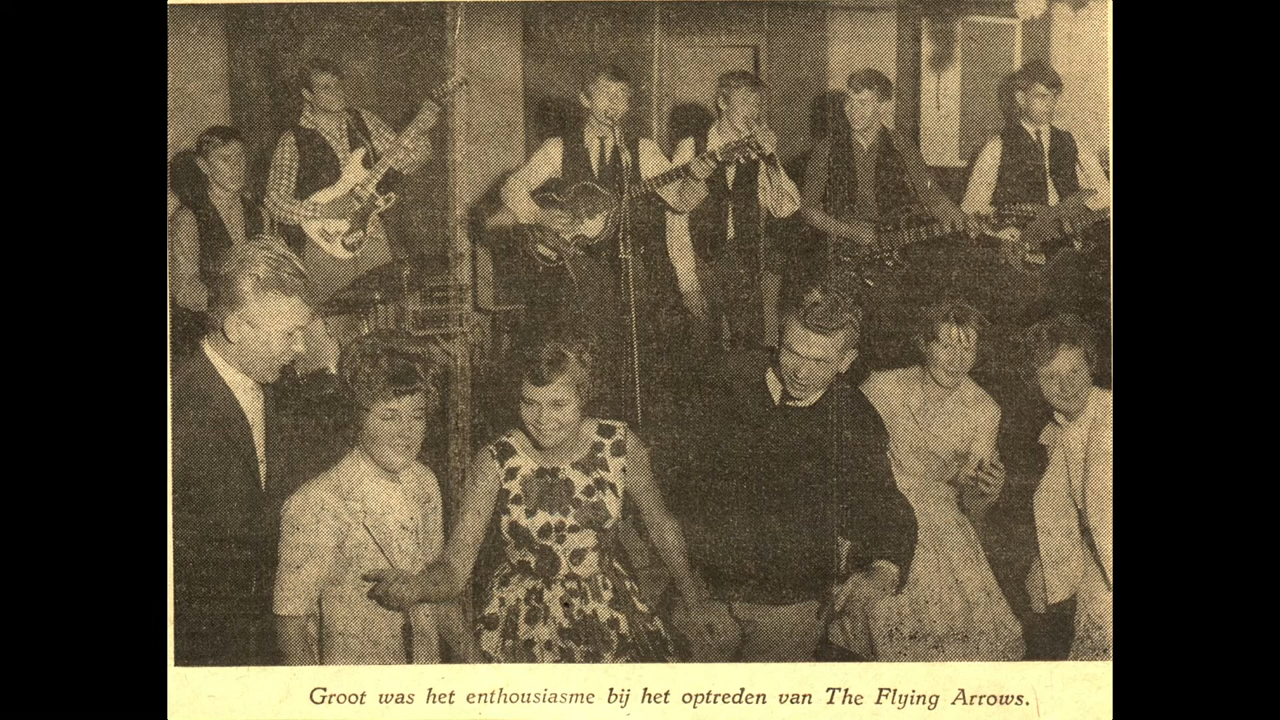 Groot was het enthousiasme bij het optreden van The Flying Arrows.